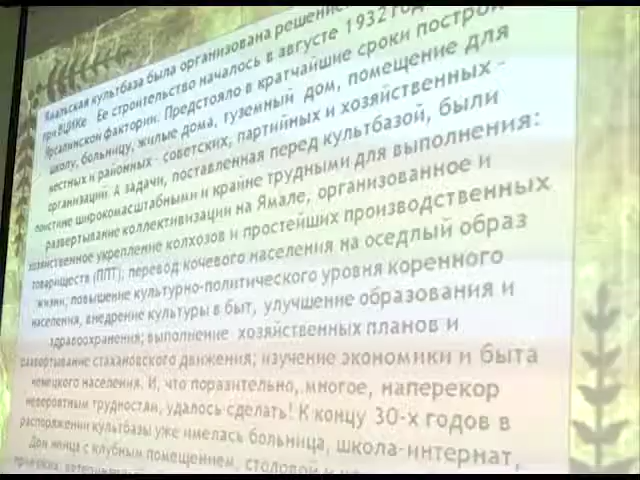 Ямальская культбаза была организована решением
при ВЦИКе Ее строительство началось в августе 1932 год
Ярсалинской фактории. Предстояло в кратчайшие сроки построи
школу, больницу, жилые дома, гуземный дом, помещение для
местных и районных - советских, партийных и хозяйственных -
организаций. А задачи, поставленная перед культбазой, были
поистине широкомасштабными и крайне трудными для выполнения:
развертывание коллективизации на Ямале, организованное и
хозяйственное укрепление колхозов и простейших производственных
товариществ (ППТ); перевод кочевого населения на оседлый образ
жизни, повышение культурно-политического уровня коренного
населения, внедрение культуры в быт, улучшение образования и
здравоохранения; выполнение хозяйственных планов и
развертывание стахановского движения; изучение экономики и быта
ненецкого населения. И, что поразительно, многое, наперекор
невероятным трудностям, удалось сделать! К концу 30-х годов в
распоряжении культбазы уже имелась больница, школа-интернат,
Дом ненца с клубным помещением, столовой и